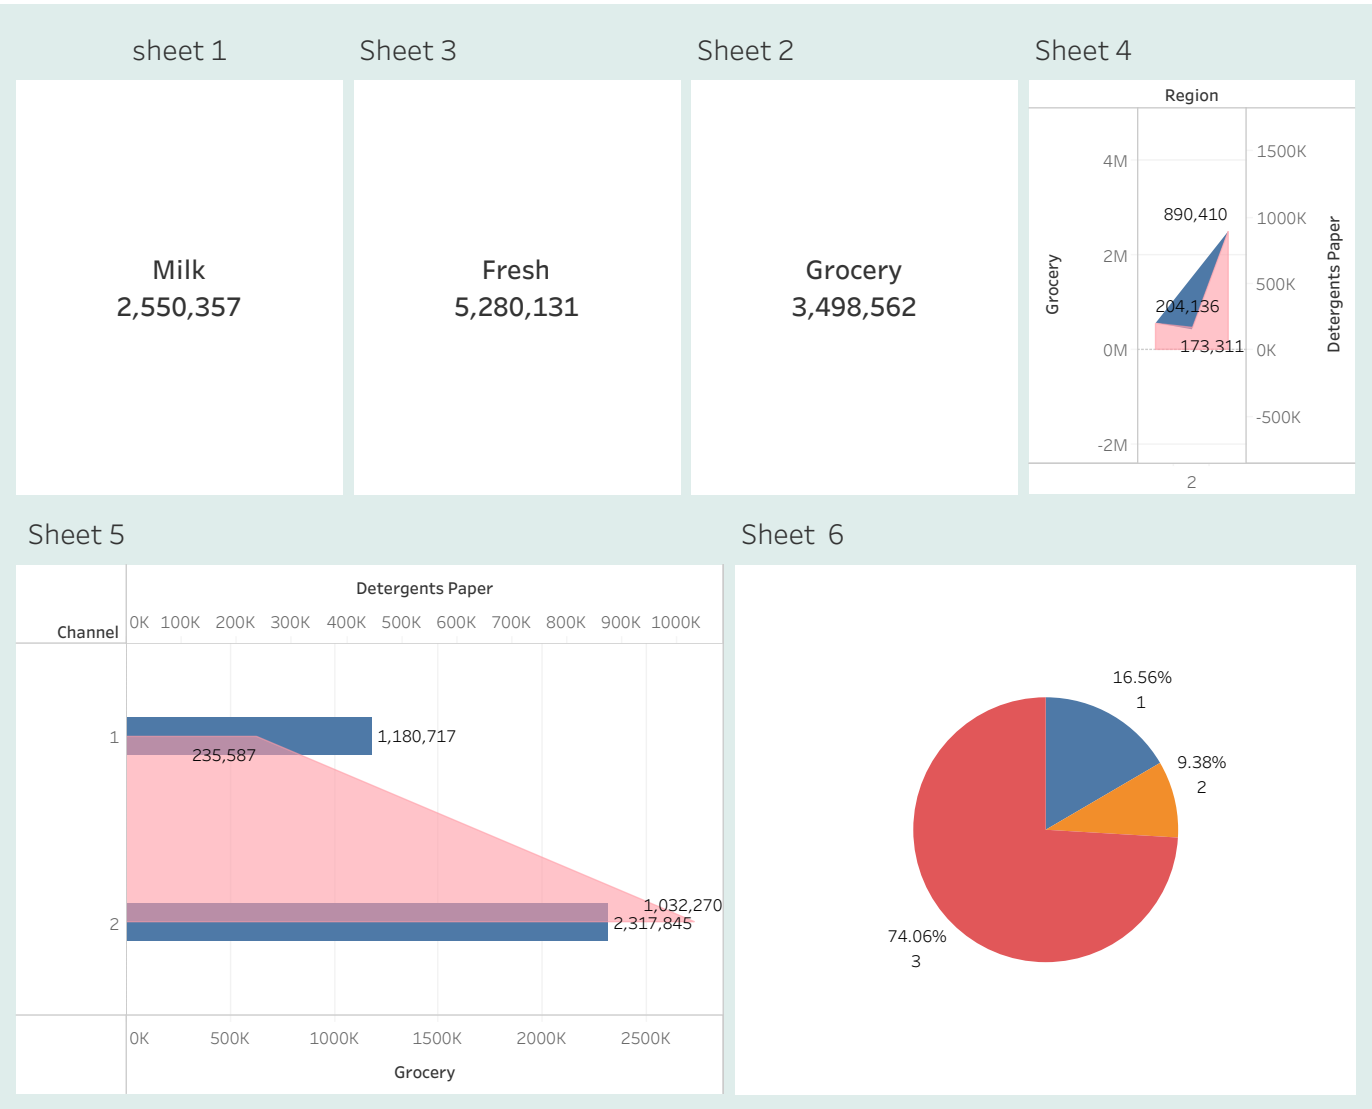 sheet 1
Sheet 3
Sheet 2
Sheet 4
Milk
2,550,357
Fresh
5,280,131
Grocery
3,498,562
Region
4M
2M
0M
-2M
Grocery
1500K
1000K
500K
0K
-500K
Detergents Paper
890,410
204,136
173,311
2
Sheet 5
Detergents Paper
Channel
0K 100K 200K 300K 400K 500K 600K 700K 800K 900K 1000K
1
1,180,717
235,587
2
1,032,270
2,317,845
0K 500K 1000K 1500K 2000K 2500K
Grocery
Sheet 6
16.56%
1
9.38%
2
74.06%
3